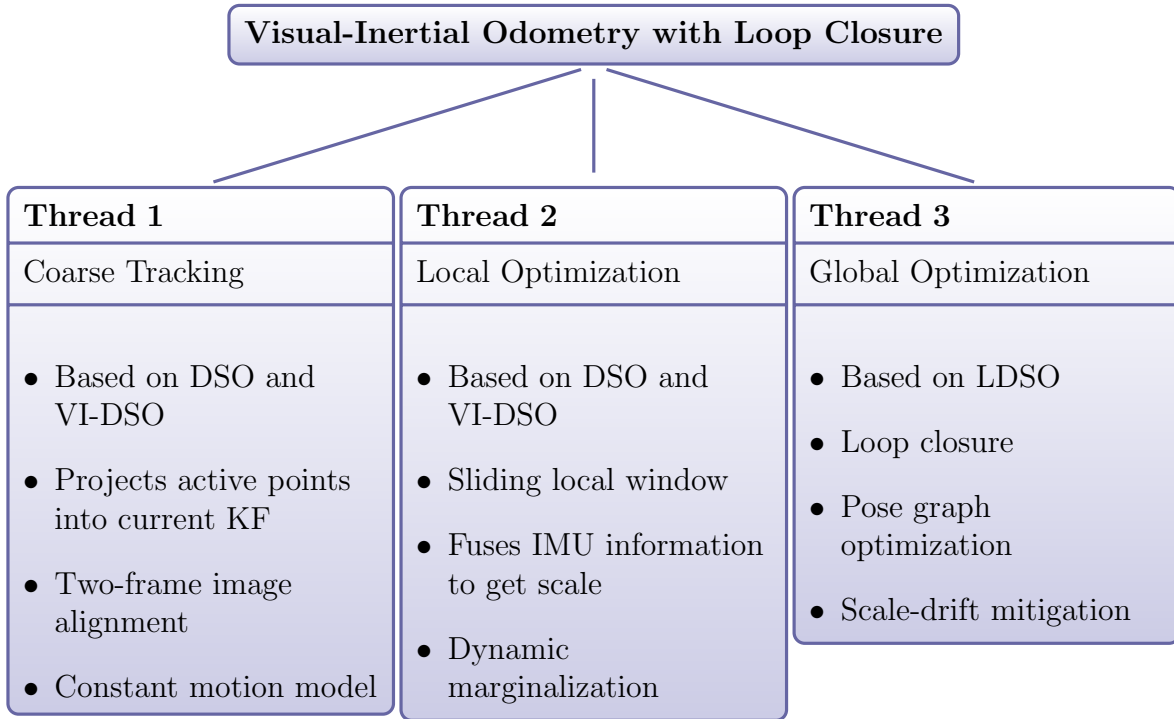 Visual-Inertial Odometry with Loop Closure
Thread 1
Coarse Tracking
• Based on DSO and
VI-DSO
• Projects active points
into current KF
• Two-frame image
alignment
• Constant motion model
Thread 2
Local Optimization
• Based on DSO and
VI-DSO
• Sliding local window
• Fuses IMU information
to get scale
• Dynamic
marginalization
Thread 3
Global Optimization
• Based on LDSO
• Loop closure
• Pose graph
optimization
• Scale-drift mitigation